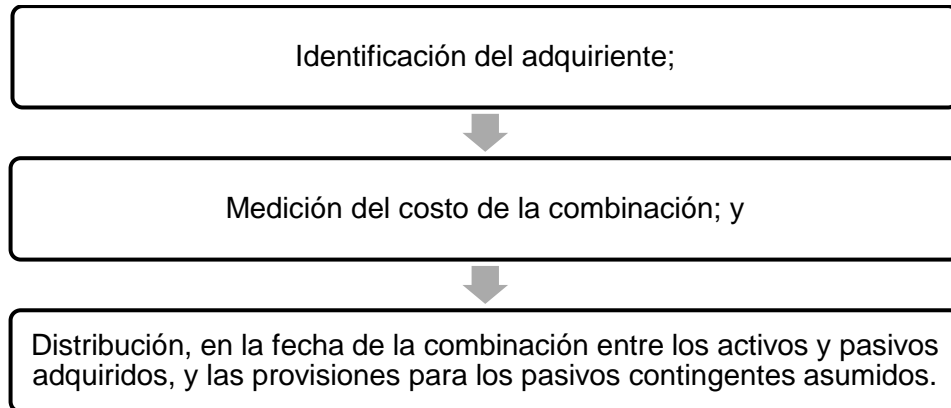 Identificación del adquiriente;
Medición del costo de la combinación; y
Distribución, en la fecha de la combinación entre los activos y pasivos
adquiridos, y las provisiones para los pasivos contingentes asumidos.